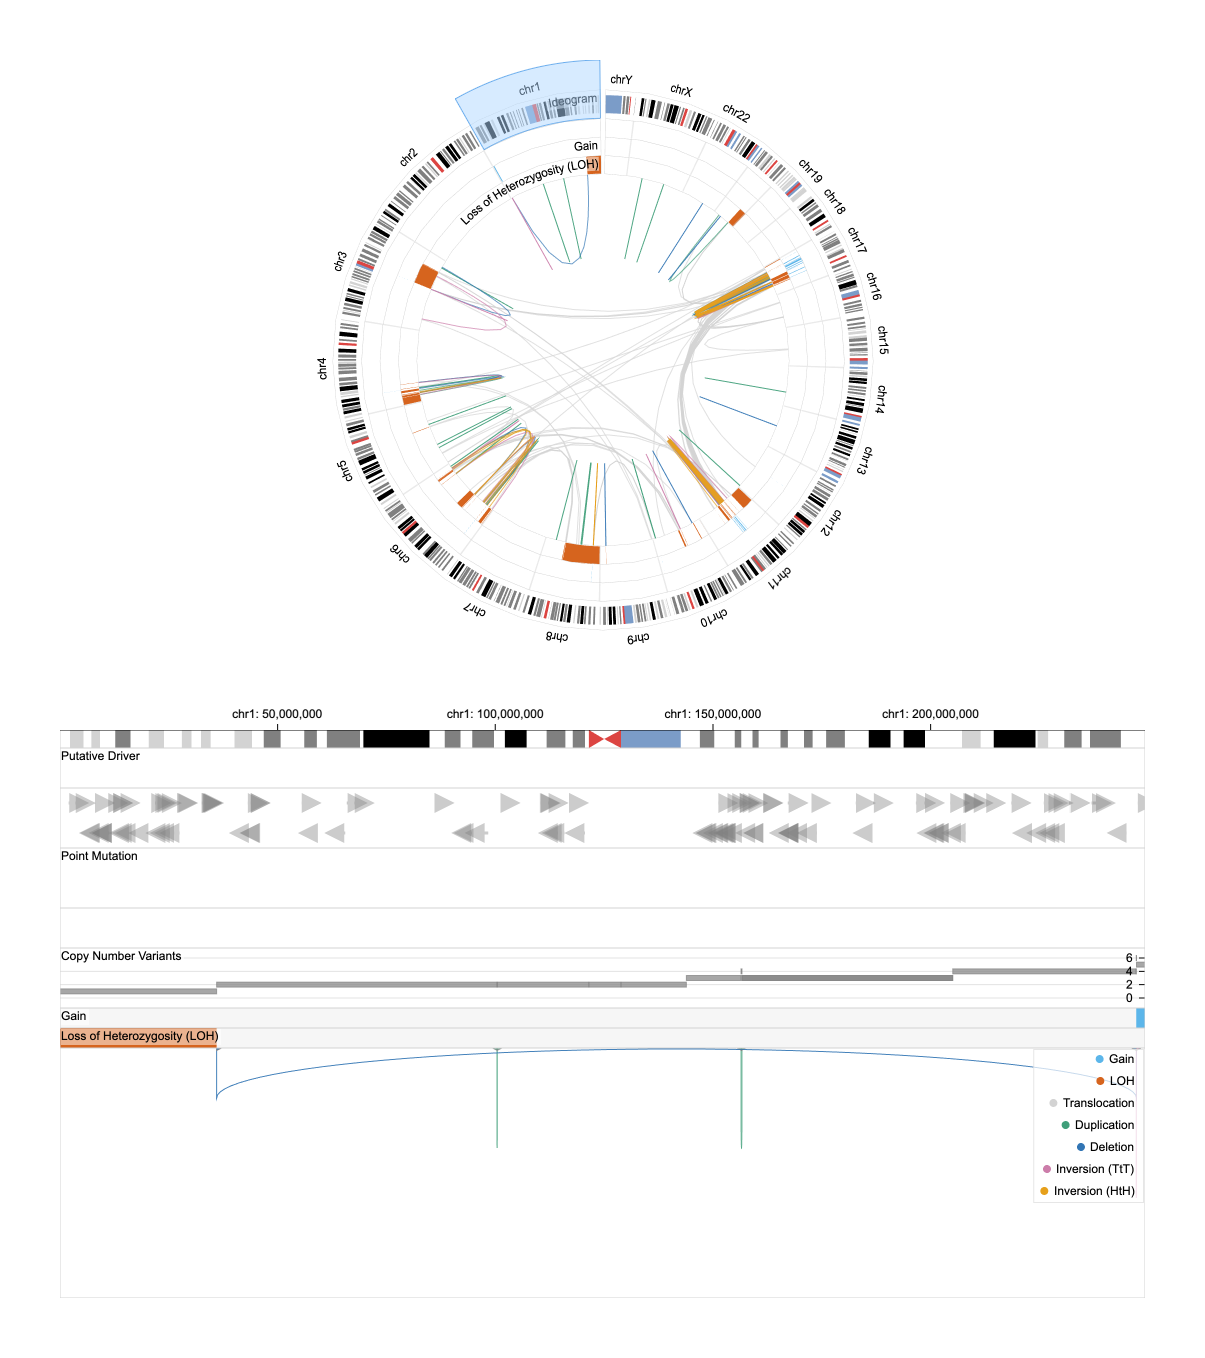 chrY
chrX
chr22
chr19
chr18
chr17
chr16
chr15
chr14
chr13
chr12
chr11
chr10
chr9
chr8
chr7
chr6
chr5
chr4
chr3
chr2
chr1
Ideogram
Gain
Loss of Heterozygosity (LOH)
chr1: 50,000,000
chr1: 100,000,000
chr1: 150,000,000
chr1: 200,000,000
Putative Driver
Point Mutation
Copy Number Variants
6
4
2
0
Gain
Loss of Heterozygosity (LOH)
Gain
LOH
Translocation
Duplication
Deletion
Inversion (TtT)
Inversion (HtH)